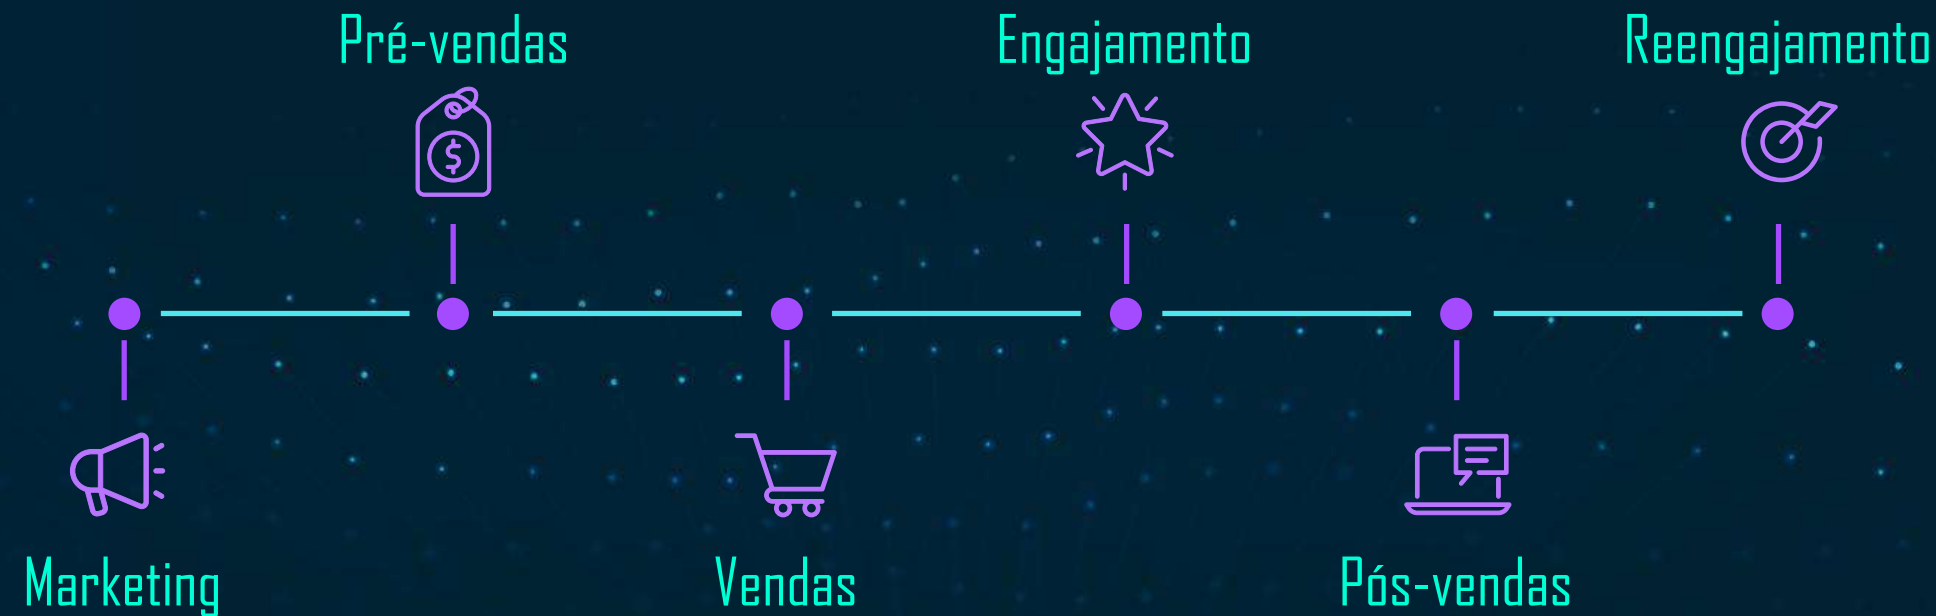 Pré-vendas
Engajamento
Reengajamento
$
Marketing
Vendas
Pós-vendas